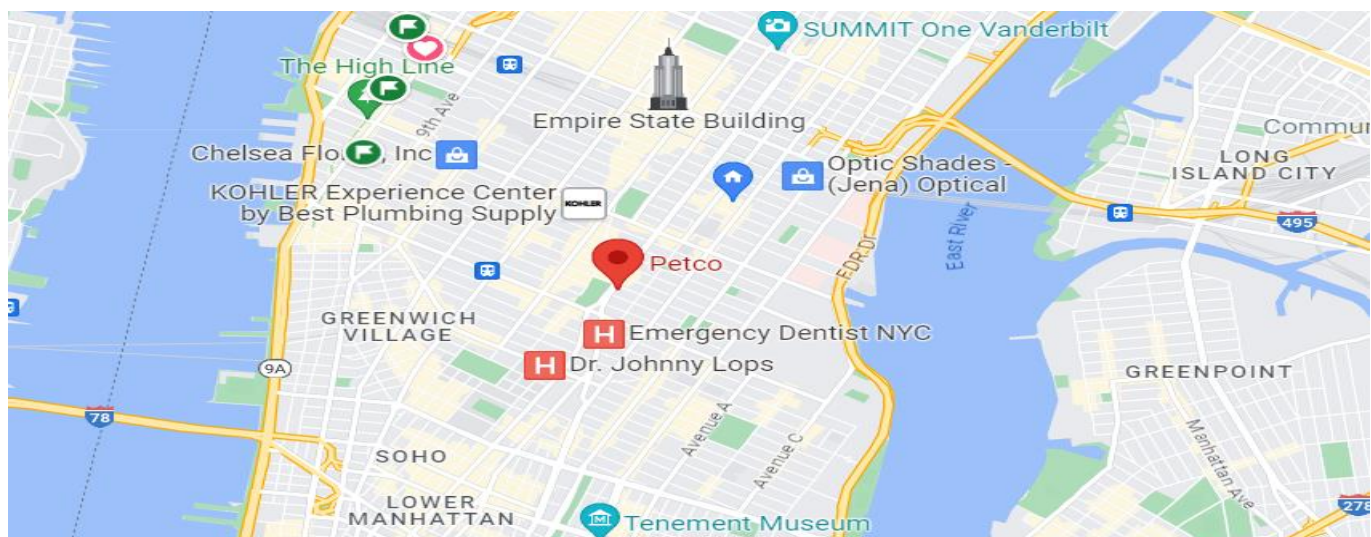 SUMMIT One Vanderbilt
The High Line
9th Ave
Empire State Building
Commun
Chelsea Flo , Inc
Optic Shades -
(Jena) Optical
LONG
ISLAND CITY
KOHLER Experience Center
by Best Plumbing Supply
KOHLER
495
East River
FDR Dr
Petco
GREENWICH
VILLAGE
H
Emergency Dentist NYC
H
Dr. Johnny Lops
9A
GREENPOINT
78
Avenue A
Avenue C
Manhattan Ave
SOHO
LOWER
MANHATTAN
Tenement Museum
278